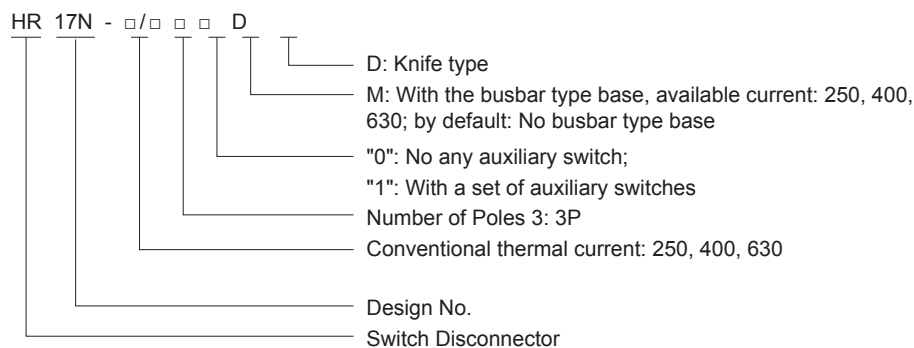 HR 17N - □/□ □ □ D
D: Knife type
M: With the busbar type base, available current: 250, 400,
630; by default: No busbar type base
"0": No any auxiliary switch;
"1": With a set of auxiliary switches
Number of Poles 3: 3P
Conventional thermal current: 250, 400, 630
Design No.
Switch Disconnector